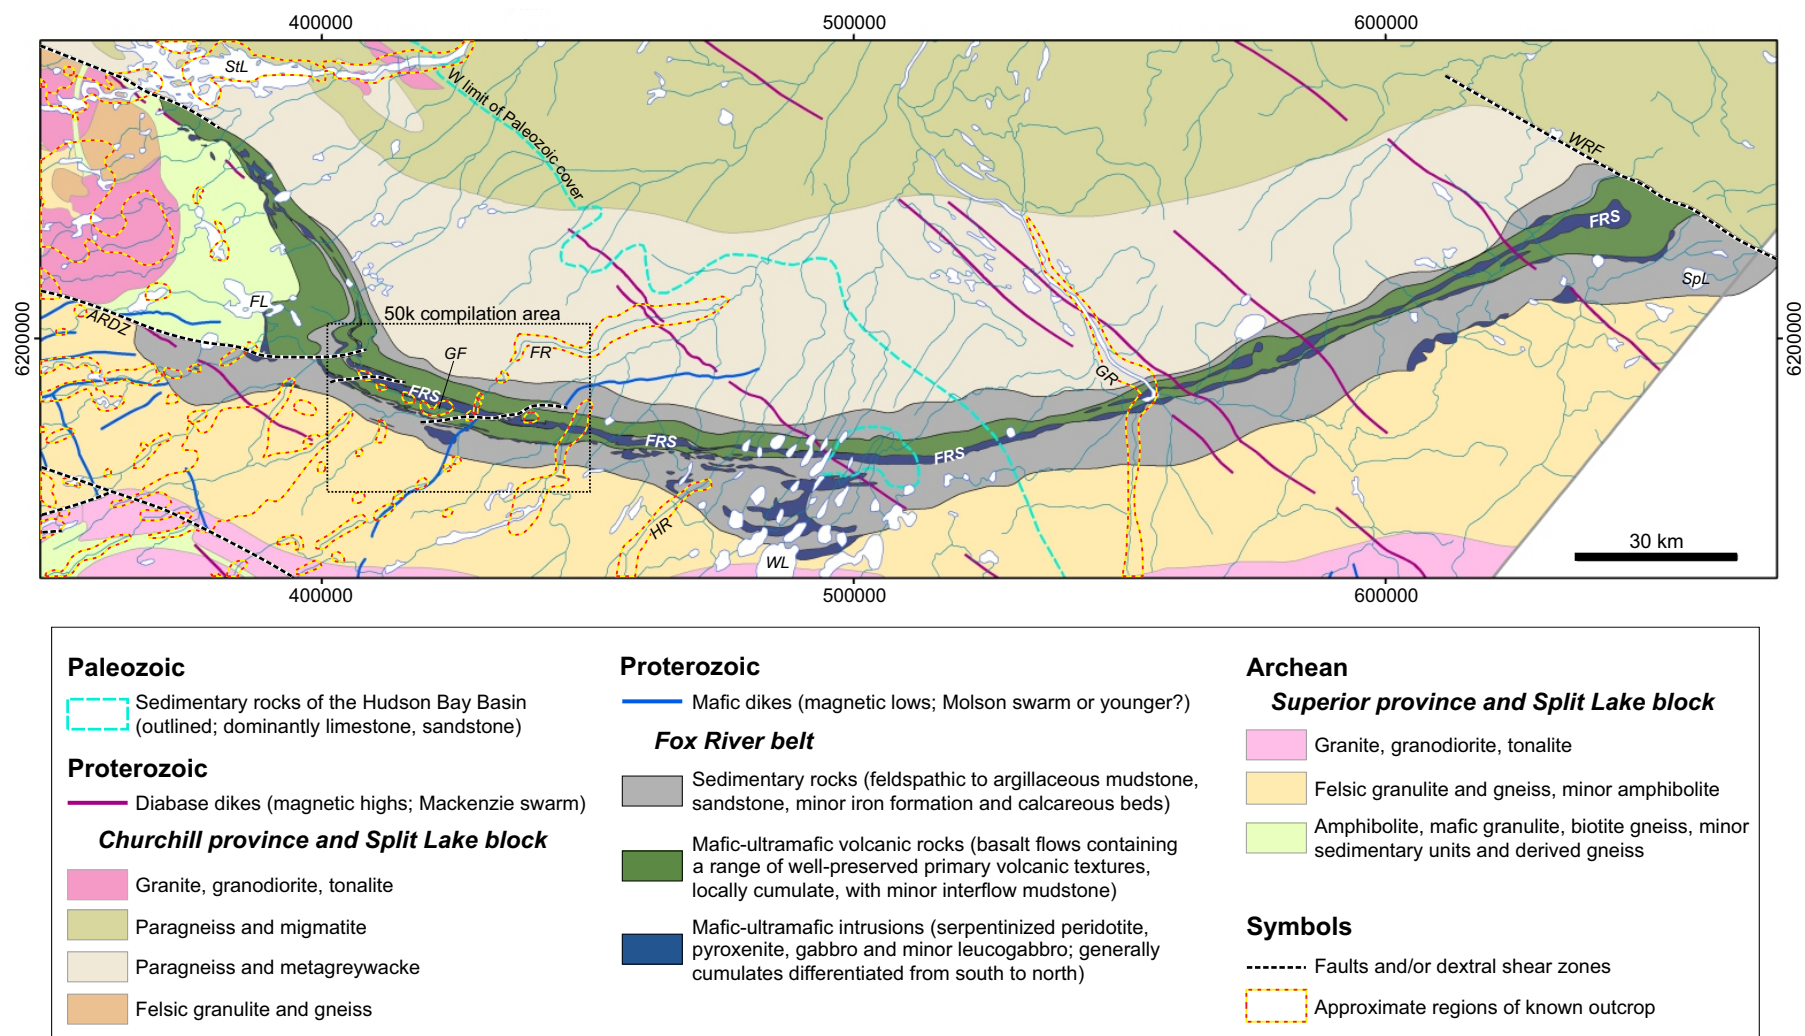 400000
500000
600000
StL
W limit of Paleozoic cover
WRF
FRS
SpL
FL
ARDZ
50k compilation area
GF
FR
FRS
GR
FRS
FRS
HR
WL
30 km
6200000
6200000
400000
500000
600000
Paleozoic
Sedimentary rocks of the Hudson Bay Basin
(outlined; dominantly limestone, sandstone)
Proterozoic
Diabase dikes (magnetic highs; Mackenzie swarm)
Churchill province and Split Lake block
Granite, granodiorite, tonalite
Paragneiss and migmatite
Paragneiss and metagreywacke
Felsic granulite and gneiss
Proterozoic
Mafic dikes (magnetic lows; Molson swarm or younger?)
Fox River belt
Sedimentary rocks (feldspathic to argillaceous mudstone,
sandstone, minor iron formation and calcareous beds)
Mafic-ultramafic volcanic rocks (basalt flows containing
a range of well-preserved primary volcanic textures,
locally cumulate, with minor interflow mudstone)
Mafic-ultramafic intrusions (serpentinized peridotite,
pyroxenite, gabbro and minor leucogabbro; generally
cumulates differentiated from south to north)
Archean
Superior province and Split Lake block
Granite, granodiorite, tonalite
Felsic granulite and gneiss, minor amphibolite
Amphibolite, mafic granulite, biotite gneiss, minor
sedimentary units and derived gneiss
Symbols
Faults and/or dextral shear zones
Approximate regions of known outcrop